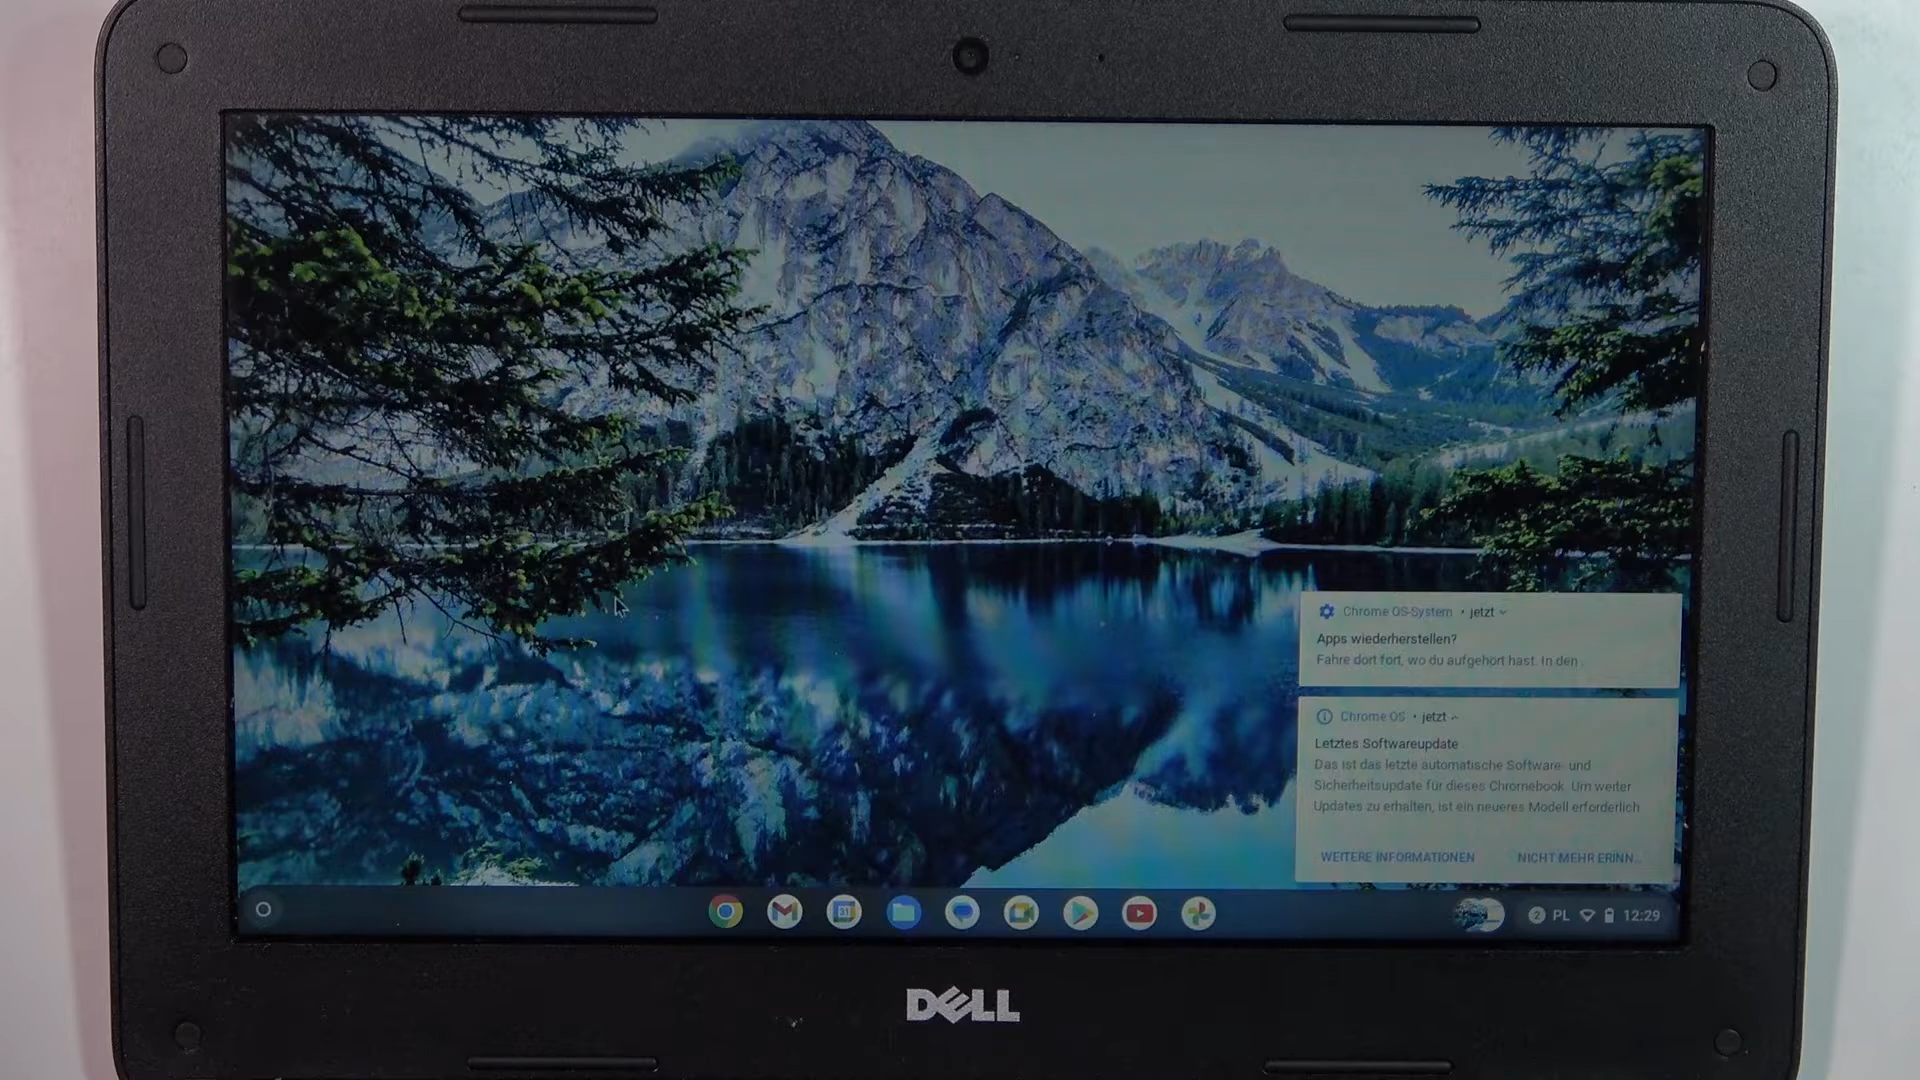 Chrome OS-System • jetzt
Apps wiederherstellen?
Fahre dort fort, wo du aufgehört hast. In den
Chrome OS • jetzt
Letztes Softwareupdate
Das ist das letzte automatische Software- und
Sicherheitsupdate für dieses Chromebook. Um weiter
Updates zu erhalten, ist ein neueres Modell erforderlich
WEITERE INFORMATIONEN NICHT MEHR ERINN...
31
2 PL 12:29
DELL